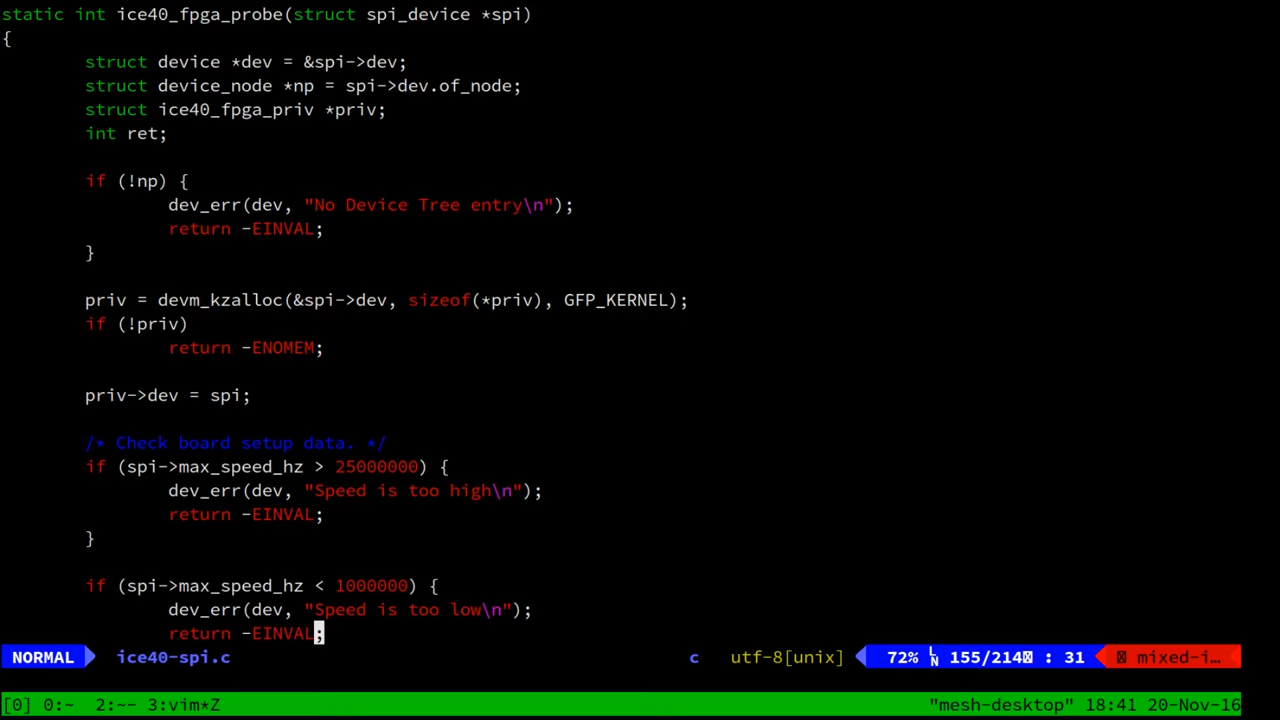 static int ice40_fpga_probe(struct spi_device *spi)
{
        struct device *dev = &spi->dev;
        struct device_node *np = spi->dev.of_node;
        struct ice40_fpga_priv *priv;
        int ret;

        if (!np) {
                dev_err(dev, "No Device Tree entry\n");
                return -EINVAL;
        }

        priv = devm_kzalloc(&spi->dev, sizeof(*priv), GFP_KERNEL);
        if (!priv)
                return -ENOMEM;

        priv->dev = spi;

        /* Check board setup data. */
        if (spi->max_speed_hz > 25000000) {
                dev_err(dev, "Speed is too high\n");
                return -EINVAL;
        }

        if (spi->max_speed_hz < 1000000) {
                dev_err(dev, "Speed is too low\n");
                return -EINVAL;
NORMAL ice40-spi.c c utf-8[unix] 72% LN 155/214 : 31 mixed-i…
[0] 0:~ 2:~- 3:vim*Z "mesh-desktop" 18:41 20-Nov-16